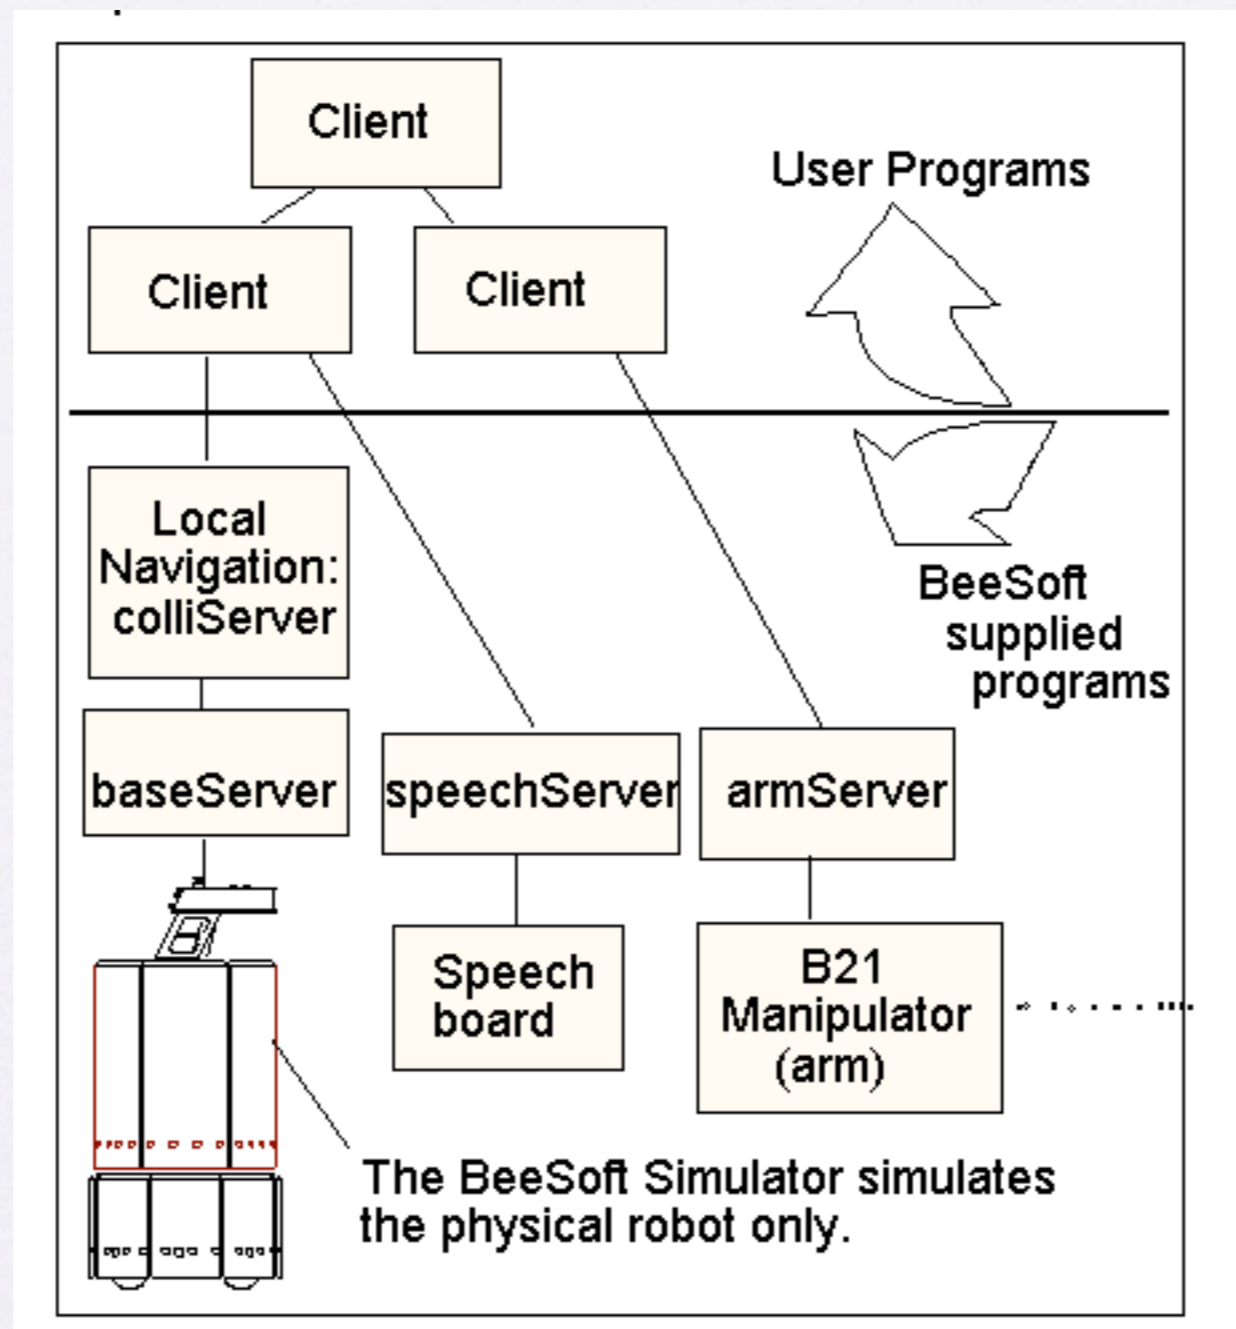 Client
User Programs
Client
Client
Local
Navigation:
colliServer
BeeSoft
supplied
programs
baseServer
speechServer
armServer
Speech
board
B21
Manipulator
(arm)
The BeeSoft Simulator simulates
the physical robot only.